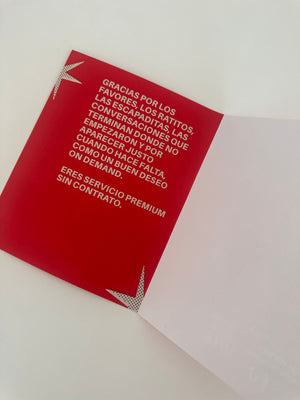 GRACIAS POR LOS
FAVORES, LOS RATITOS,
LAS ESCAPADITAS, LAS
CONVERSACIONES QUE
TERMINAN DONDE NO
EMPEZARON Y POR
APARECER JUSTO
CUANDO HACE FALTA,
COMO UN BUEN DESEO
ON DEMAND.
ERES SERVICIO PREMIUM
SIN CONTRATO.